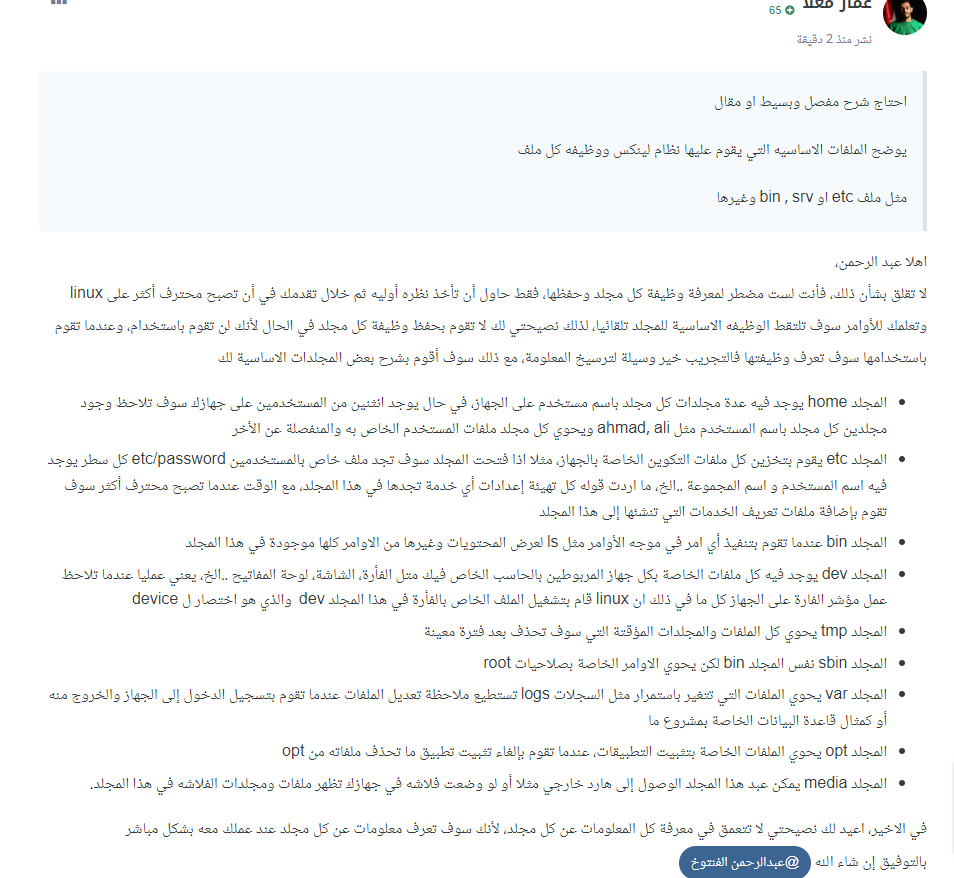 عمار معلا
65
نشر منذ 2 دقيقة
احتاج شرح مفصل وبسيط او مقال
يوضح الملفات الاساسيه التي يقوم عليها نظام لينكس ووظيفه كل ملف
مثل ملف etc او bin , srv وغيرها
اهلا عبد الرحمن،
لا تقلق بشأن ذلك، فأنت لست مضطر لمعرفة وظيفة كل مجلد وحفظها، فقط حاول أن تأخذ نظره أوليه ثم خلال تقدمك في أن تصبح محترف أكثر على linux
وتعلمك للأوامر سوف تلتقط الوظيفه الاساسية للمجلد تلقائيا، لذلك نصيحتي لك لا تقوم بحفظ وظيفة كل مجلد في الحال لأنك لن تقوم باستخدام، وعندما تقوم
باستخدامها سوف تعرف وظيفتها فالتجريب خير وسيلة لترسيخ المعلومة، مع ذلك سوف أقوم بشرح بعض المجلدات الاساسية لك
المجلد home يوجد فيه عدة مجلدات كل مجلد باسم مستخدم على الجهاز، في حال يوجد انثنين من المستخدمين على جهازك سوف تلاحظ وجود
مجلدين كل مجلد باسم المستخدم مثل ahmad, ali ويحوي كل مجلد ملفات المستخدم الخاص به والمنفصلة عن الأخر
المجلد etc يقوم بتخزين كل ملفات التكوين الخاصة بالجهاز، مثلا اذا فتحت المجلد سوف تجد ملف خاص بالمستخدمين etc/password كل سطر يوجد
فيه اسم المستخدم و اسم المجموعة ..الخ، ما اردت قوله كل تهيئة إعدادات أي خدمة تجدها في هذا المجلد، مع الوقت عندما تصبح محترف أكثر سوف
تقوم بإضافة ملفات تعريف الخدمات التي تنشئها إلى هذا المجلد
المجلد bin عندما تقوم بتنفيذ أي امر في موجه الأوامر مثل ls لعرض المحتويات وغيرها من الاوامر كلها موجودة في هذا المجلد
المجلد dev يوجد فيه كل ملفات الخاصة بكل جهاز المربوطين بالحاسب الخاص فيك متل الفأرة، الشاشة، لوحة المفاتيح ..الخ، يعني عمليا عندما تلاحظ
عمل مؤشر الفارة على الجهاز كل ما في ذلك ان linux قام بتشغيل الملف الخاص بالفأرة في هذا المجلد dev والذي هو اختصار ل device
المجلد tmp يحوي كل الملفات والمجلدات المؤقتة التي سوف تحذف بعد فترة معينة
المجلد sbin نفس المجلد bin لكن يحوي الاوامر الخاصة بصلاحيات root
المجلد var يحوي الملفات التي تتغير باستمرار مثل السجلات logs تستطيع ملاحظة تعديل الملفات عندما تقوم بتسجيل الدخول إلى الجهاز والخروج منه
أو كمثال قاعدة البيانات الخاصة بمشروع ما
المجلد opt يحوي الملفات الخاصة بتثبيت التطبيقات، عندما تقوم بإلغاء تثبيت تطبيق ما تحذف ملفاته من opt
المجلد media يمكن عبد هذا المجلد الوصول إلى هارد خارجي مثلا أو لو وضعت فلاشه في جهازك تظهر ملفات ومجلدات الفلاشه في هذا المجلد.
في الاخير، اعيد لك نصيحتي لا تتعمق في معرفة كل المعلومات عن كل مجلد، لأنك سوف تعرف معلومات عن كل مجلد عند عملك معه بشكل مباشر
بالتوفيق إن شاء الله @عبدالرحمن الفنتوخ